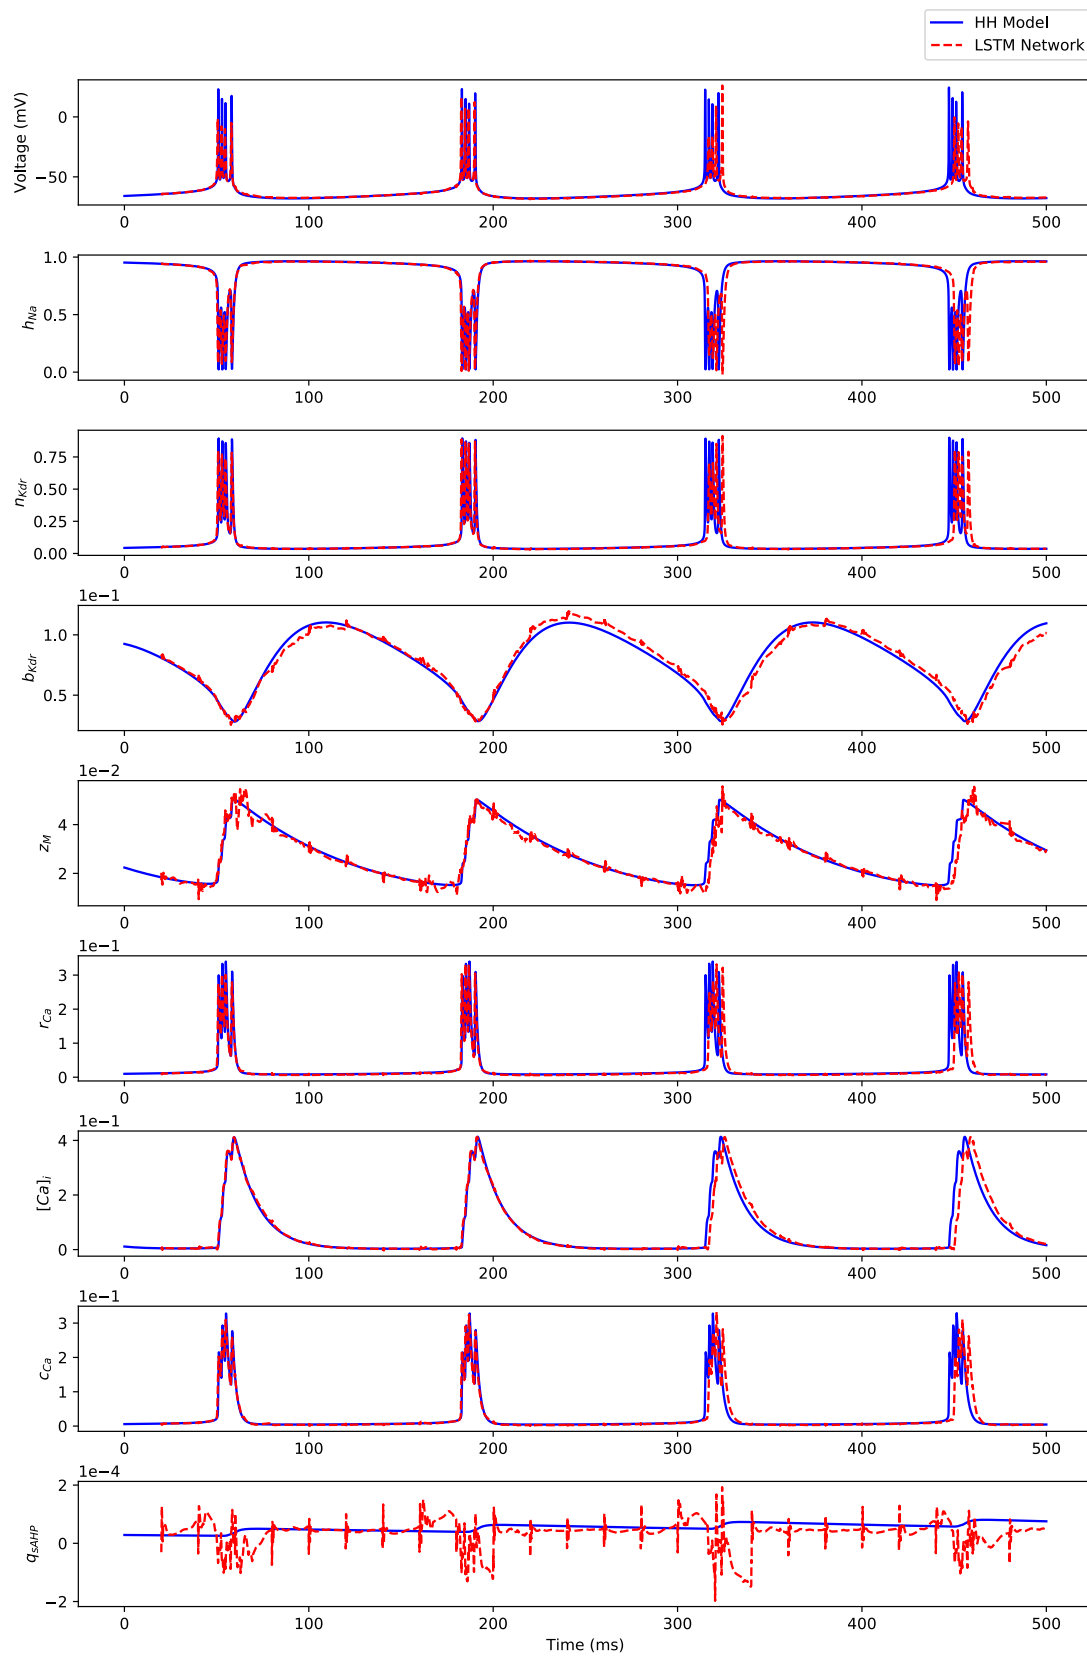 HH Model
LSTM Network
Voltage (mV)
0
−50
0 100 200 300 400 500
h_Na
1.0
0.5
0.0
0 100 200 300 400 500
n_Kdr
0.75
0.50
0.25
0.00
0 100 200 300 400 500
1e−1
b_Kdr
1.0
0.5
0 100 200 300 400 500
1e−2
z_M
4
2
0 100 200 300 400 500
1e−1
r_Ca
3
2
1
0
0 100 200 300 400 500
1e−1
[Ca]_i
4
2
0
0 100 200 300 400 500
1e−1
c_Ca
3
2
1
0
0 100 200 300 400 500
1e−4
q_sAHP
2
0
−2
0 100 200 300 400 500
Time (ms)